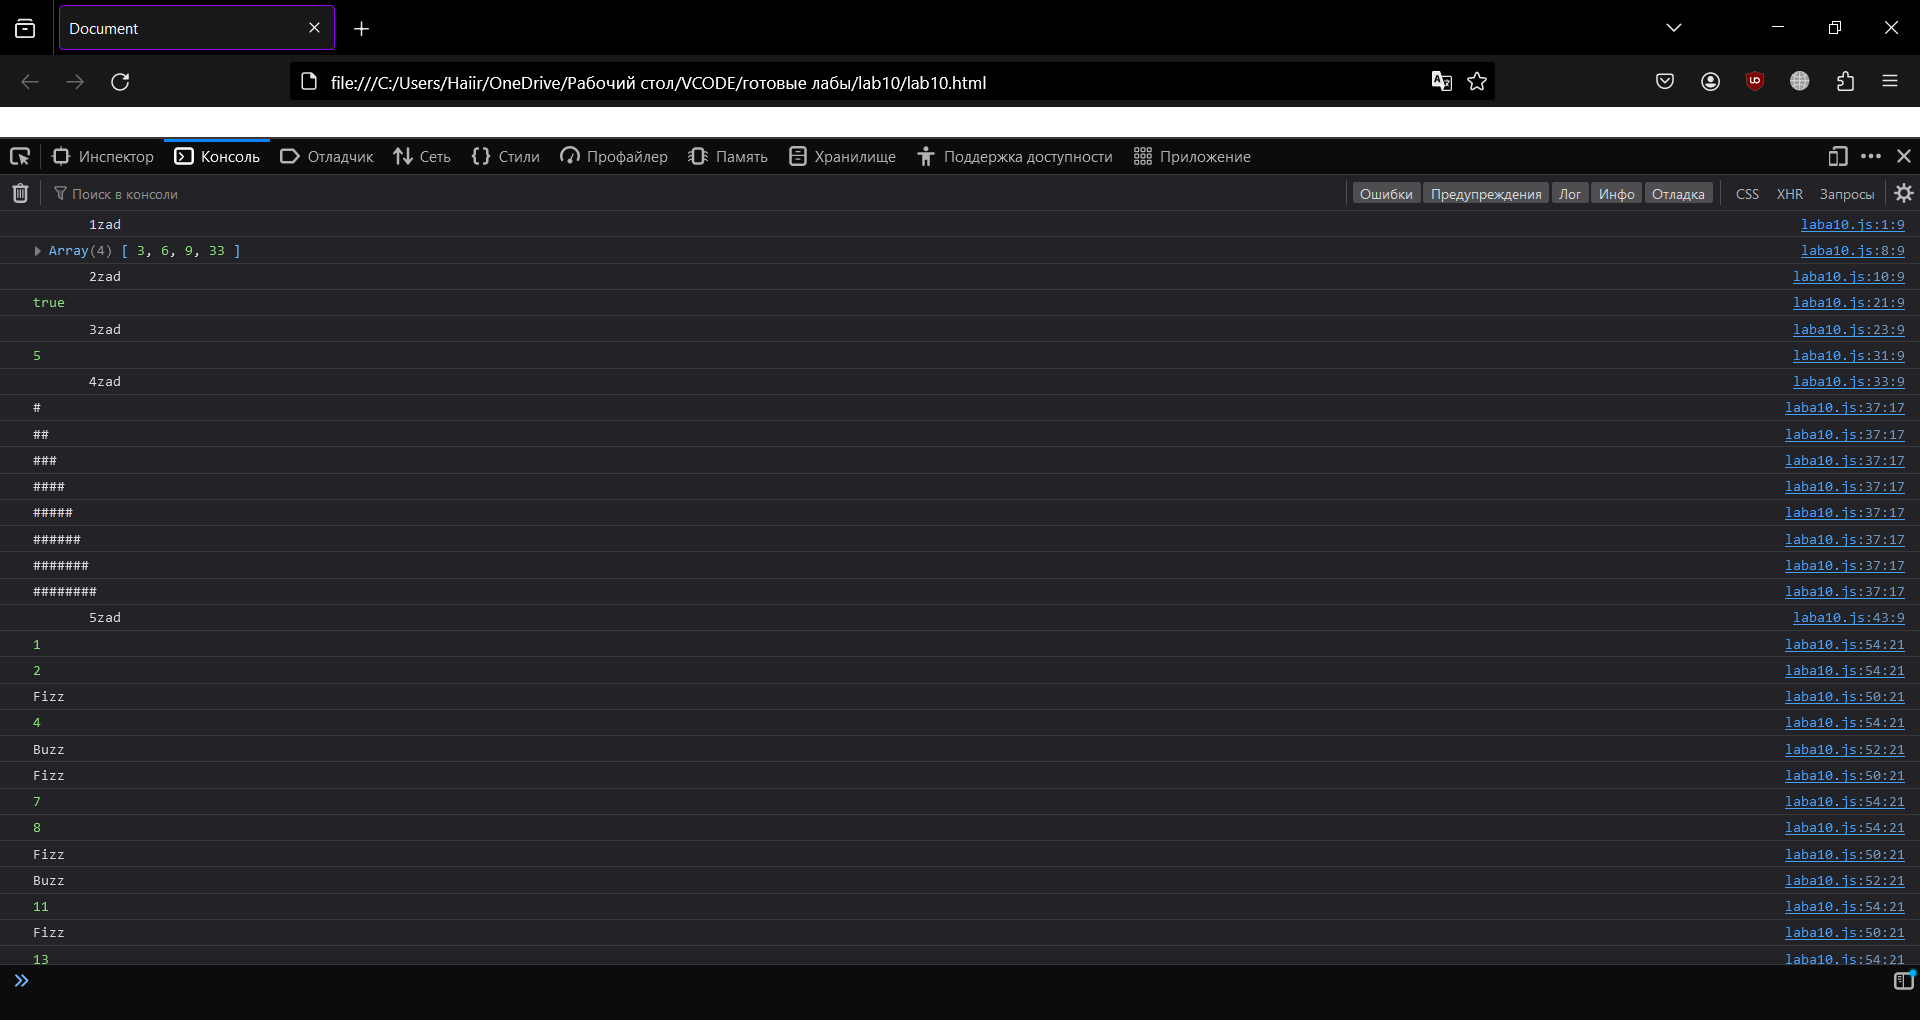 Document
file:///C:/Users/Haiir/OneDrive/Рабочий стол/VCODE/готовые лабы/lab10/lab10.html
Инспектор Консоль Отладчик Сеть Стили Профайлер Память Хранилище Поддержка доступности Приложение
Поиск в консоли Ошибки Предупреждения Лог Инфо Отладка CSS XHR Запросы
1zad laba10.js:1:9
Array(4) [ 3, 6, 9, 33 ] laba10.js:8:9
2zad laba10.js:10:9
true laba10.js:21:9
3zad laba10.js:23:9
5 laba10.js:31:9
4zad laba10.js:33:9
# laba10.js:37:17
## laba10.js:37:17
### laba10.js:37:17
#### laba10.js:37:17
##### laba10.js:37:17
###### laba10.js:37:17
####### laba10.js:37:17
######## laba10.js:37:17
5zad laba10.js:43:9
1 laba10.js:54:21
2 laba10.js:54:21
Fizz laba10.js:50:21
4 laba10.js:54:21
Buzz laba10.js:52:21
Fizz laba10.js:50:21
7 laba10.js:54:21
8 laba10.js:54:21
Fizz laba10.js:50:21
Buzz laba10.js:52:21
11 laba10.js:54:21
Fizz laba10.js:50:21
13 laba10.js:54:21